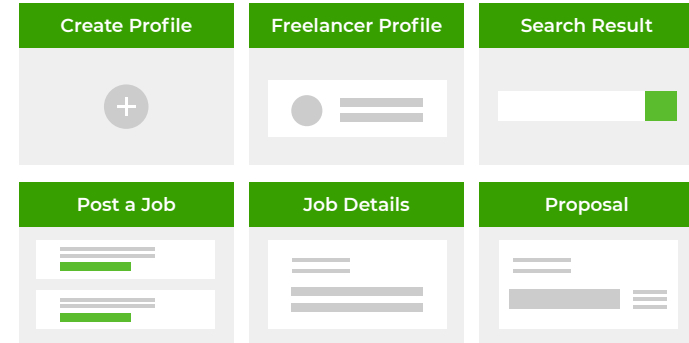 Create Profile
Freelancer Profile
Search Result
Post a Job
Job Details
Proposal